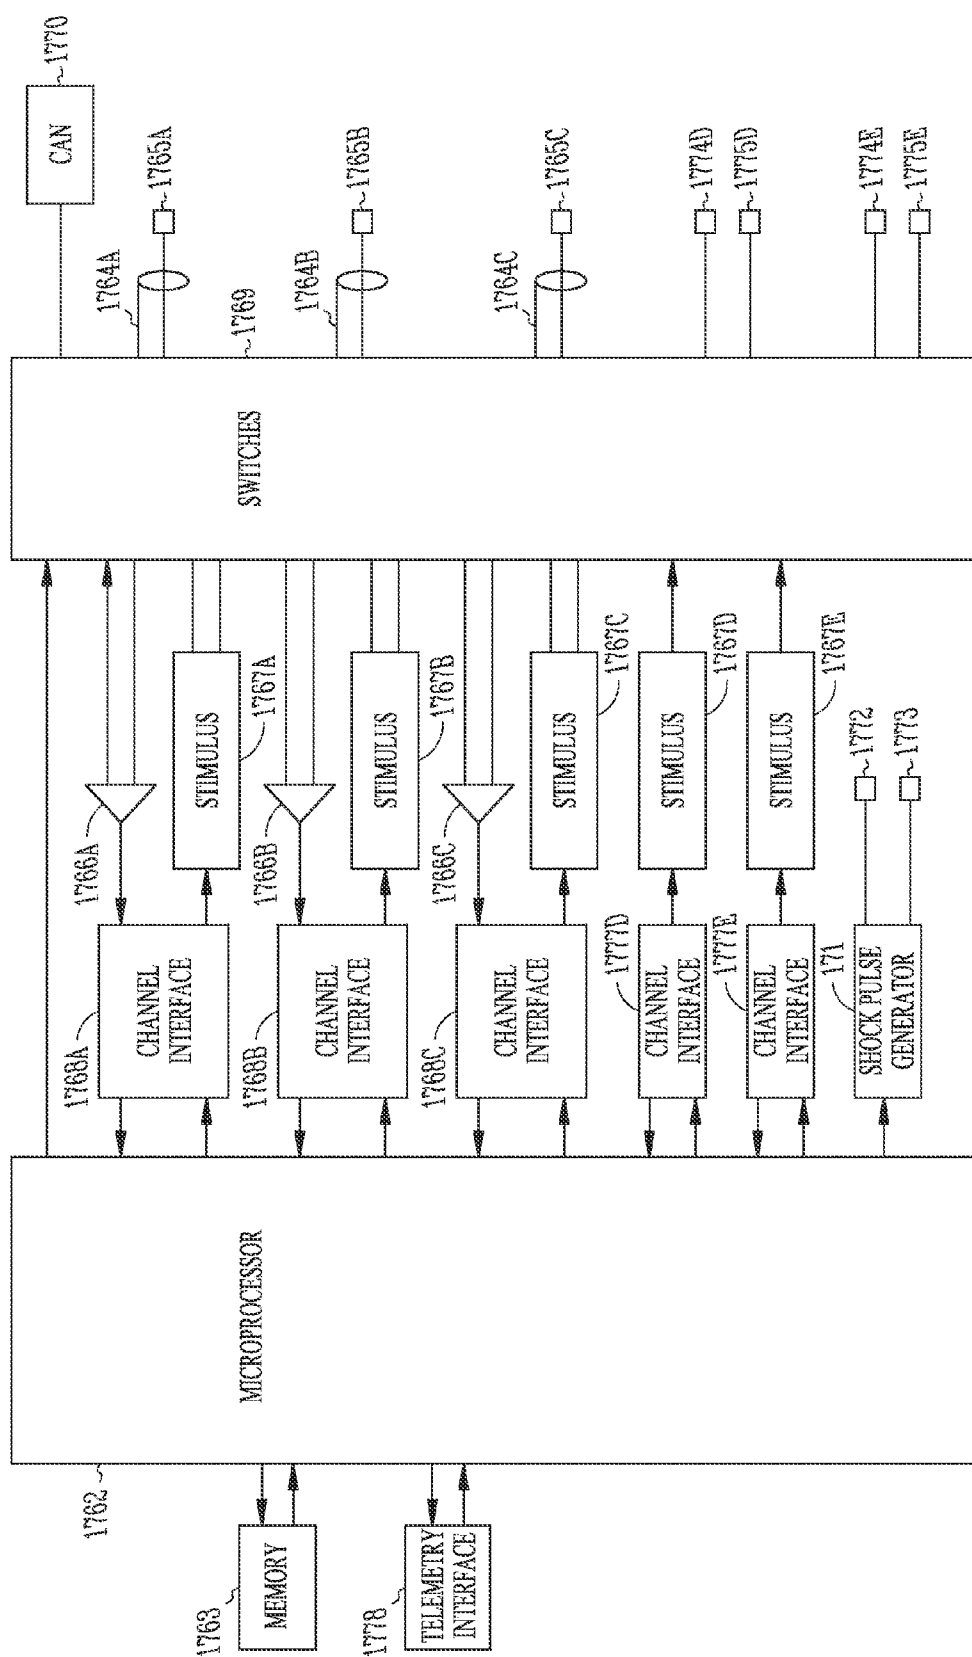 1770
CAN
1764A
1765A
1764B
1765B
1764C
1765C
1774D
1775D
1774E
1775E
1769
SWITCHES
1766A
STIMULUS
1767A
1766B
STIMULUS
1767B
1766C
STIMULUS
1767C
STIMULUS
1767D
STIMULUS
1767E
1772
1773
1768A
CHANNEL
INTERFACE
1768B
CHANNEL
INTERFACE
1768C
CHANNEL
INTERFACE
1777D
CHANNEL
INTERFACE
1777E
CHANNEL
INTERFACE
171
SHOCK PULSE
GENERATOR
MICROPROCESSOR
1762
1763
MEMORY
1778
TELEMETRY
INTERFACE